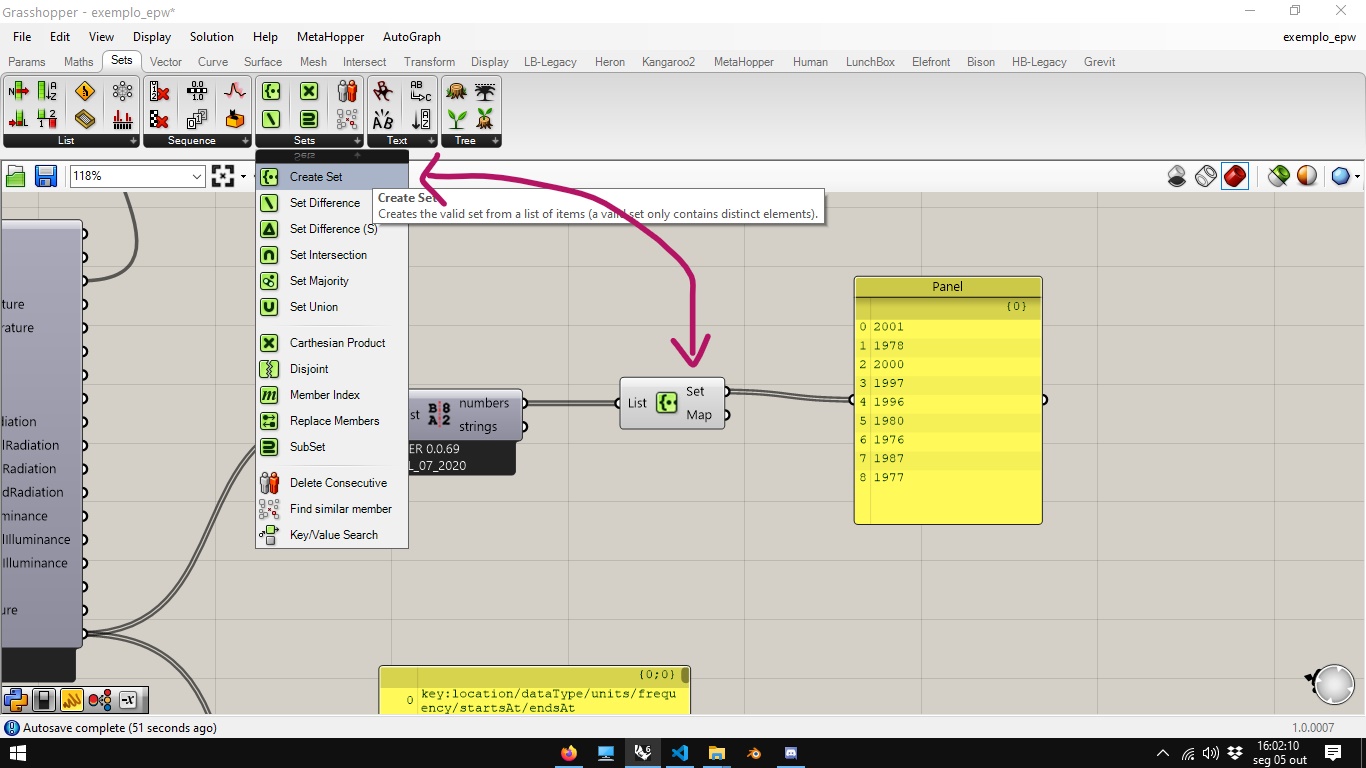 Grasshopper - exemplo_epw*
File Edit View Display Solution Help MetaHopper AutoGraph exemplo_epw
Params Maths Sets Vector Curve Surface Mesh Intersect Transform Display LB-Legacy Heron Kangaroo2 MetaHopper Human LunchBox Elefront Bison HB-Legacy Grevit
List Sequence Sets Text Tree
118%
Create Set
Set Difference
Set Difference (S)
Set Intersection
Set Majority
Set Union
Carthesian Product
Disjoint
Member Index
Replace Members
SubSet
Delete Consecutive
Find similar member
Key/Value Search
Create Set
Creates the valid set from a list of items (a valid set only contains distinct elements).
ture
rature
liation
lRadiation
Radiation
dRadiation
minance
lIlluminance
Illuminance
ure
st
numbers
strings
ER 0.0.69
L_07_2020
List
Set
Map
Panel
{0}
0 2001
1 1978
2 2000
3 1997
4 1996
5 1980
6 1976
7 1987
8 1977
{0;0}
0 key:location/dataType/units/frequ
ency/startsAt/endsAt
Autosave complete (51 seconds ago)
1.0.0007
16:02:10
seg 05 out